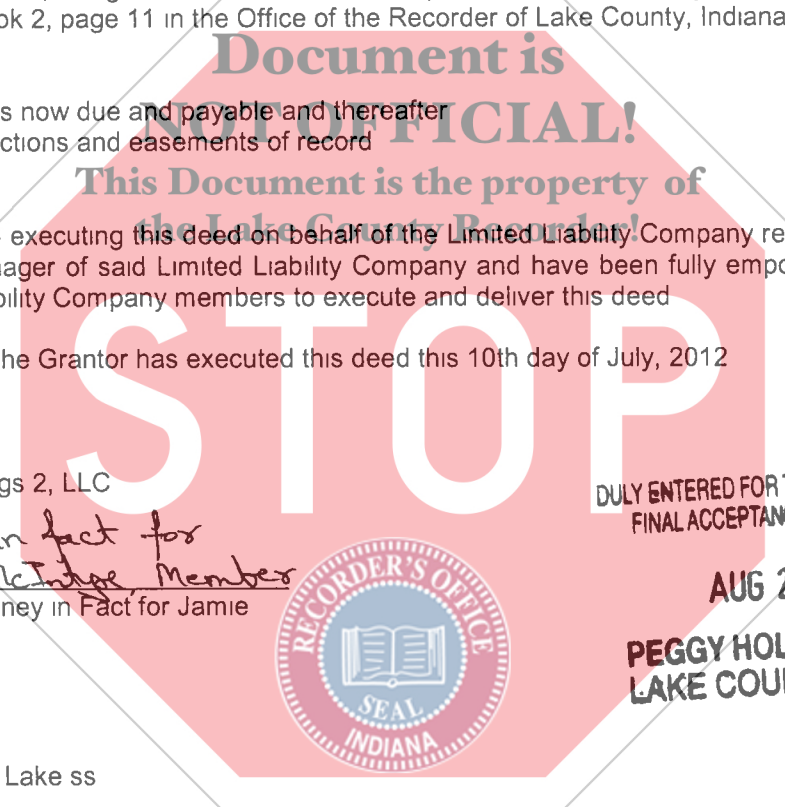 ok 2, page 11 in the Office of the Recorder of Lake County, Indiana
Document is
s now due and payable and thereafter
NOT OFFICIAL!
ctions and easements of record
This Document is the property of
the Lake County Recorder!
executing this deed on behalf of the Limited Liability Company re
nager of said Limited Liability Company and have been fully empo
bility Company members to execute and deliver this deed
he Grantor has executed this deed this 10th day of July, 2012
STOP
gs 2, LLC
DULY ENTERED FOR T
FINAL ACCEPTAN
in fact for
McIntyre, Member
ney in Fact for Jamie
AUG 2
PEGGY HOL
LAKE COU
RECORDER'S OFFICE
SEAL
INDIANA
Lake ss